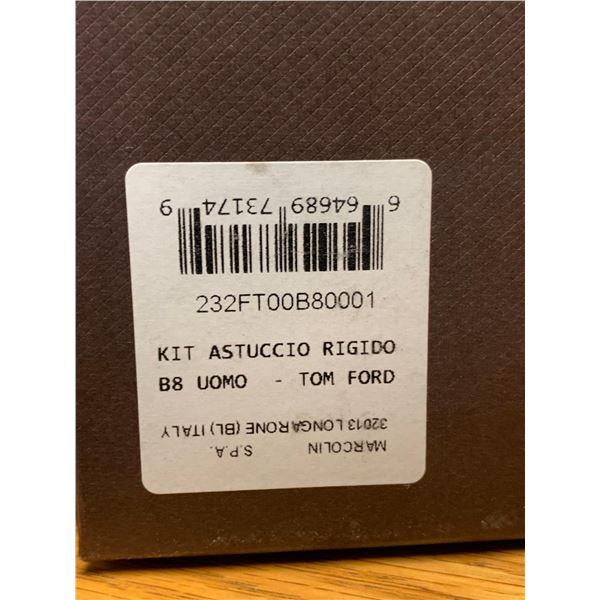 6 64689 73174 9
232FT00B80001
KIT ASTUCCIO RIGIDO
B8 UOMO - TOM FORD
MARCOLIN S.P.A.
32013 LONGARONE (BL) ITALY